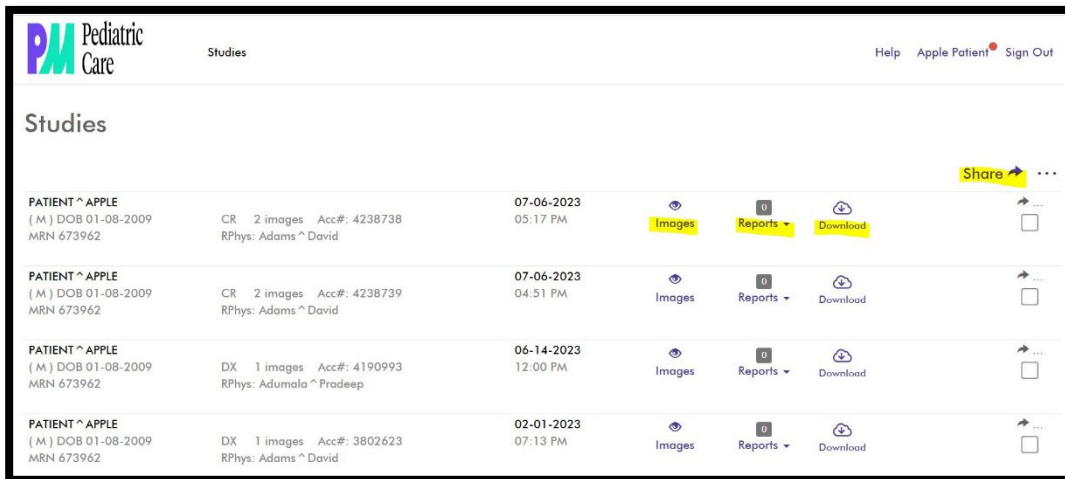 PM Pediatric
Care
Studies
Help Apple Patient Sign Out
Studies
Share ...
PATIENT ^ APPLE 07-06-2023
( M ) DOB 01-08-2009 CR 2 images Acc#: 4238738 05:17 PM 0 ...
MRN 673962 RPhys: Adams ^ David Images Reports Download
PATIENT ^ APPLE 07-06-2023
( M ) DOB 01-08-2009 CR 2 images Acc#: 4238739 04:51 PM 0 ...
MRN 673962 RPhys: Adams ^ David Images Reports Download
PATIENT ^ APPLE 06-14-2023
( M ) DOB 01-08-2009 DX 1 images Acc#: 4190993 12:00 PM 0 ...
MRN 673962 RPhys: Adumala ^ Pradeep Images Reports Download
PATIENT ^ APPLE 02-01-2023
( M ) DOB 01-08-2009 DX 1 images Acc#: 3802623 07:13 PM 0 ...
MRN 673962 RPhys: Adams ^ David Images Reports Download